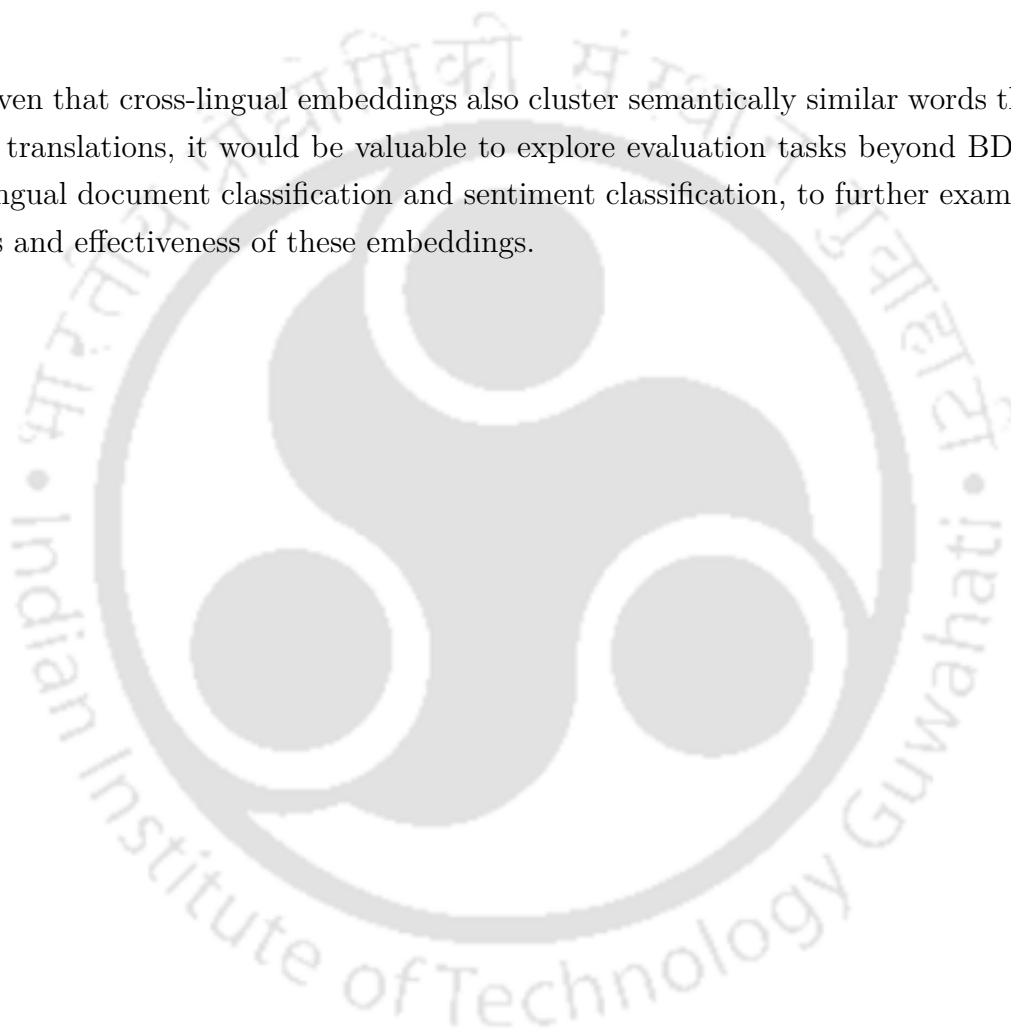 ven that cross-lingual embeddings also cluster semantically similar words th
translations, it would be valuable to explore evaluation tasks beyond BD
ngual document classification and sentiment classification, to further exam
s and effectiveness of these embeddings.
भारतीय प्रौद्योगिकी संस्थान गुवाहाटी
Indian Institute of Technology Guwahati